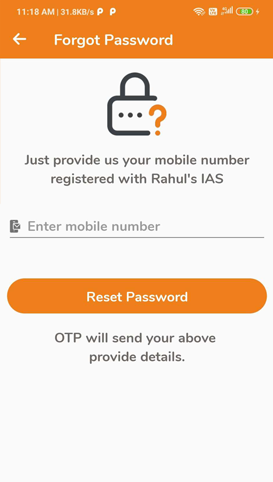 11:18 AM | 31.8KB/s P P
Forgot Password
Just provide us your mobile number
registered with Rahul's IAS
Enter mobile number
Reset Password
OTP will send your above
provide details.